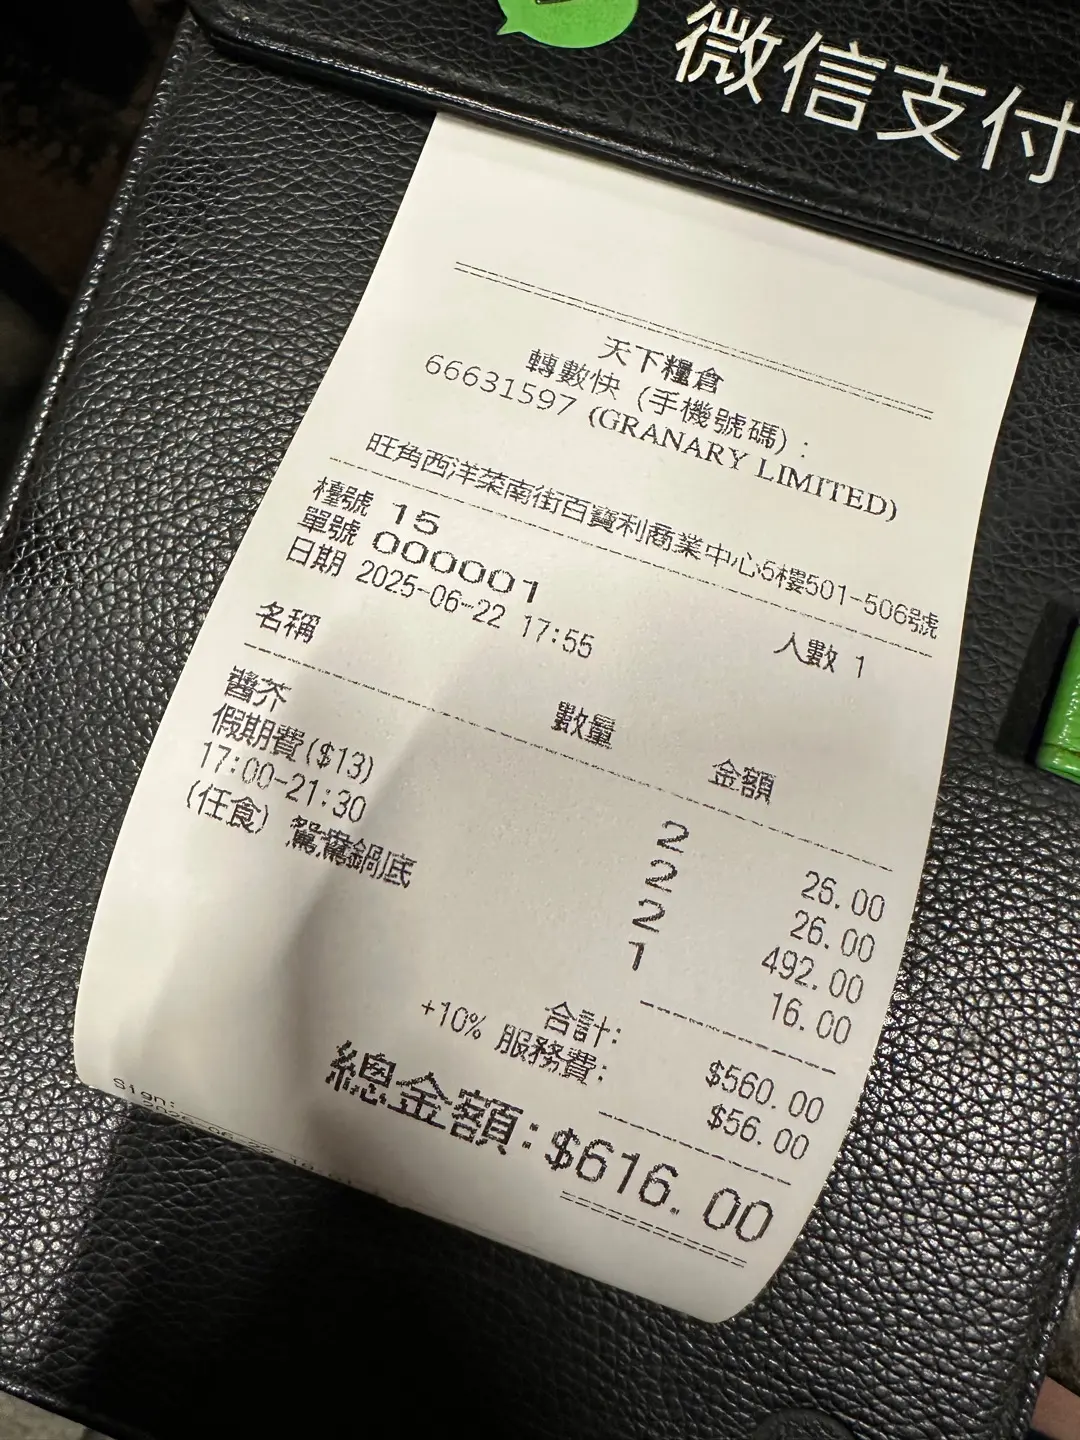 微信支付
天下糧倉
轉數快 (手機號碼) :
66631597 (GRANARY LIMITED)
旺角西洋菜南街百寶利商業中心5樓501-506號
檯號 15 人數 1
單號 000001
日期 2025-06-22 17:55
名稱 數量 金額
醬芥 2 26.00
假期費($13) 2 26.00
17:00-21:30 2 492.00
(任食) 鴛鴦鍋底 1 16.00
合計: $560.00
+10% 服務費: $56.00
總金額:$616.00
Sign: